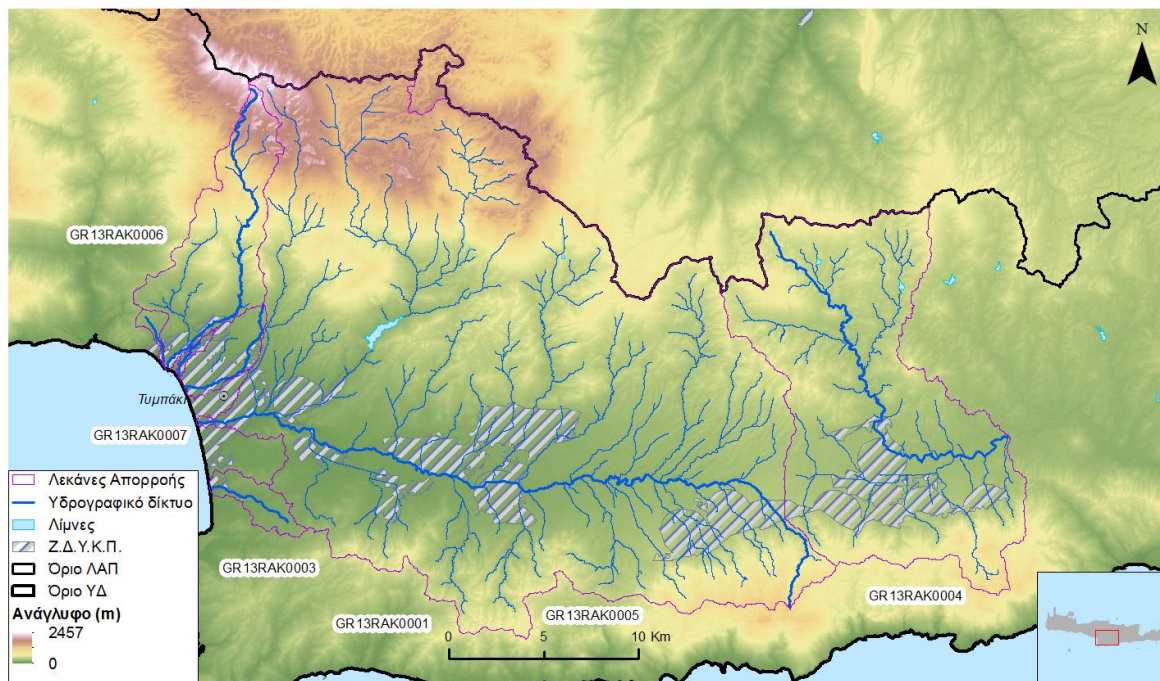 N
GR13RAK0006
Τυμπάκι
GR13RAK0007
Λεκάνες Απορροής
Υδρογραφικό δίκτυο
Λίμνες
Ζ.Δ.Υ.Κ.Π.
Όριο ΛΑΠ
Όριο ΥΔ
Ανάγλυφο (m)
2457
0
GR13RAK0003
GR13RAK0001
GR13RAK0005
GR13RAK0004
0 5 10 Km